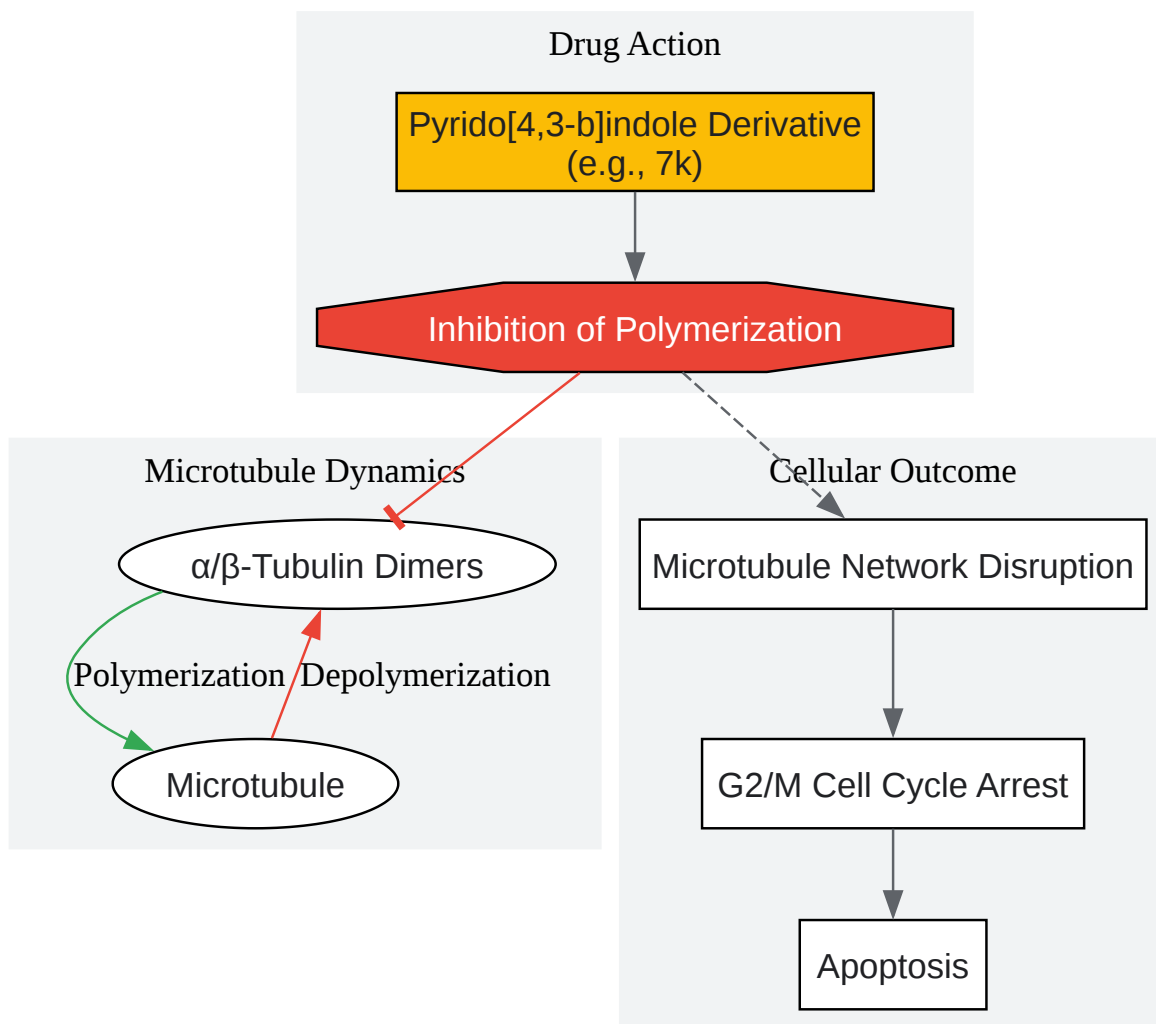 Drug Action
Pyrido[4,3-b]indole Derivative
(e.g., 7k)
Inhibition of Polymerization
Microtubule Dynamics
α/β-Tubulin Dimers
Polymerization
Depolymerization
Microtubule
Cellular Outcome
Microtubule Network Disruption
G2/M Cell Cycle Arrest
Apoptosis